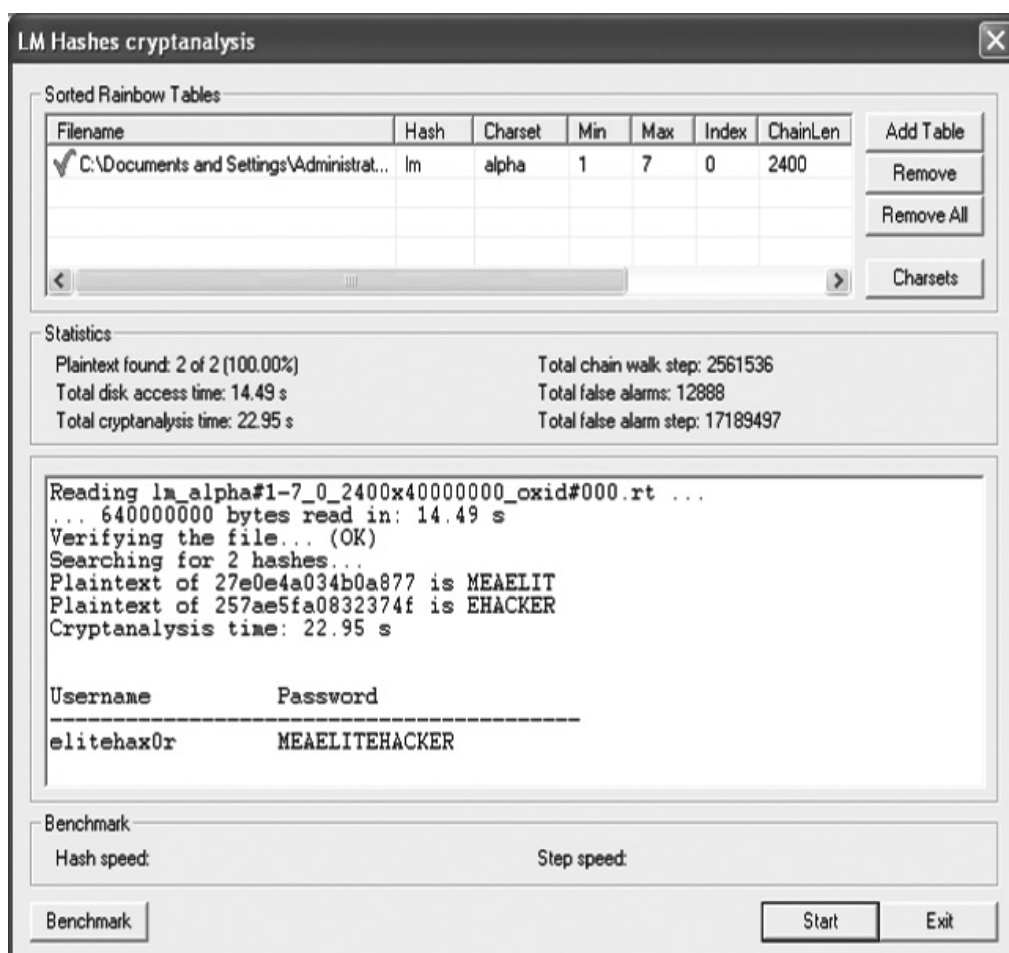 LM Hashes cryptanalysis
Sorted Rainbow Tables
Filename Hash Charset Min Max Index ChainLen
C:\Documents and Settings\Administrat... lm alpha 1 7 0 2400
Add Table
Remove
Remove All
Charsets
Statistics
Plaintext found: 2 of 2 (100.00%) Total chain walk step: 2561536
Total disk access time: 14.49 s Total false alarms: 12888
Total cryptanalysis time: 22.95 s Total false alarm step: 17189497
Reading lm_alpha#1-7_0_2400x40000000_oxid#000.rt ...
... 640000000 bytes read in: 14.49 s
Verifying the file... (OK)
Searching for 2 hashes...
Plaintext of 27e0e4a034b0a877 is MEAELIT
Plaintext of 257ae5fa0832374f is EHACKER
Cryptanalysis time: 22.95 s
Username Password
------------------------------------------
elitehax0r MEAELITEHACKER
Benchmark
Hash speed: Step speed:
Benchmark Start Exit